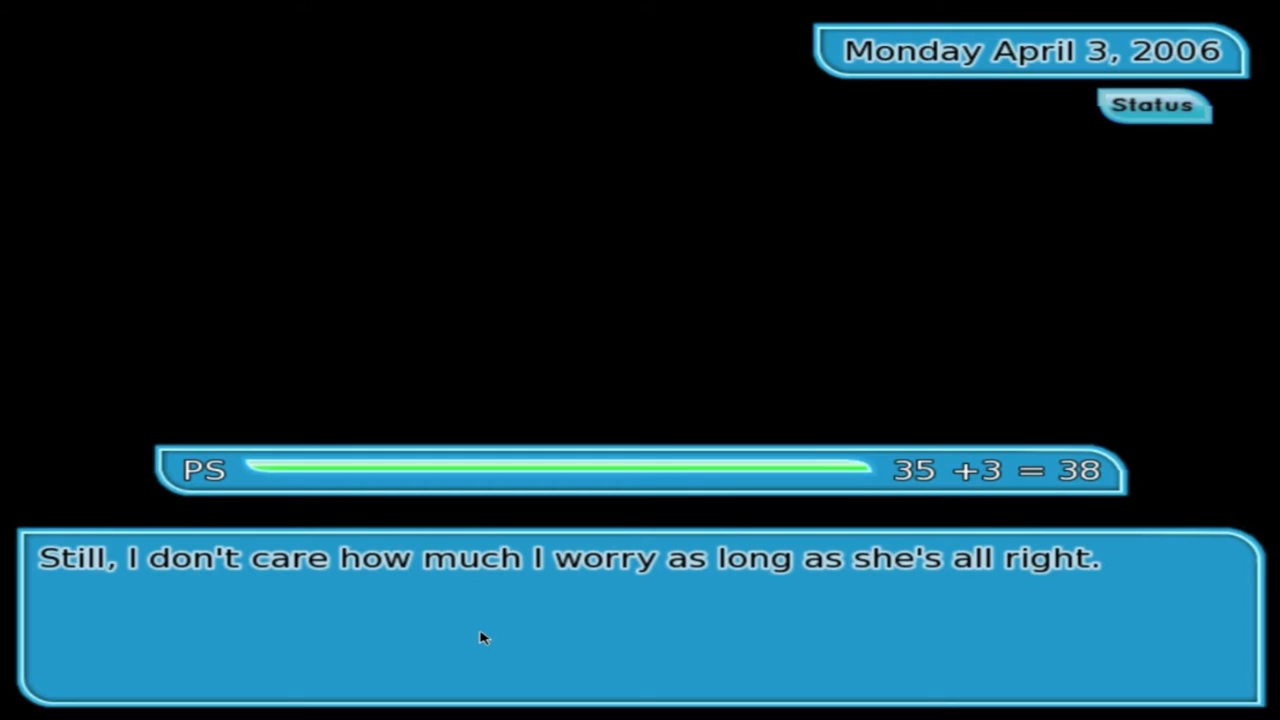 Monday April 3, 2006
Status
PS 35 +3 = 38
Still, I don't care how much I worry as long as she's all right.